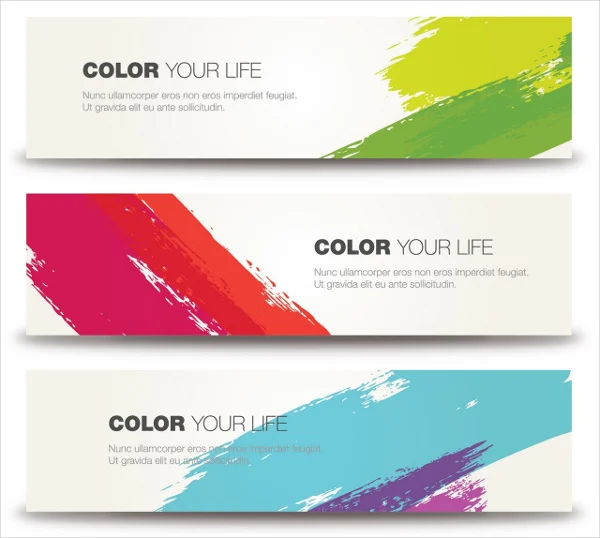 COLOR YOUR LIFE
Nunc ullamcorper eros non eros imperdiet feugiat.
Ut gravida elit eu ante sollicitudin.
COLOR YOUR LIFE
Nunc ullamcorper eros non eros imperdiet feugiat.
Ut gravida elit eu ante sollicitudin.
COLOR YOUR LIFE
Nunc ullamcorper eros non eros imperdiet feugiat.
Ut gravida elit eu ante sollicitudin.